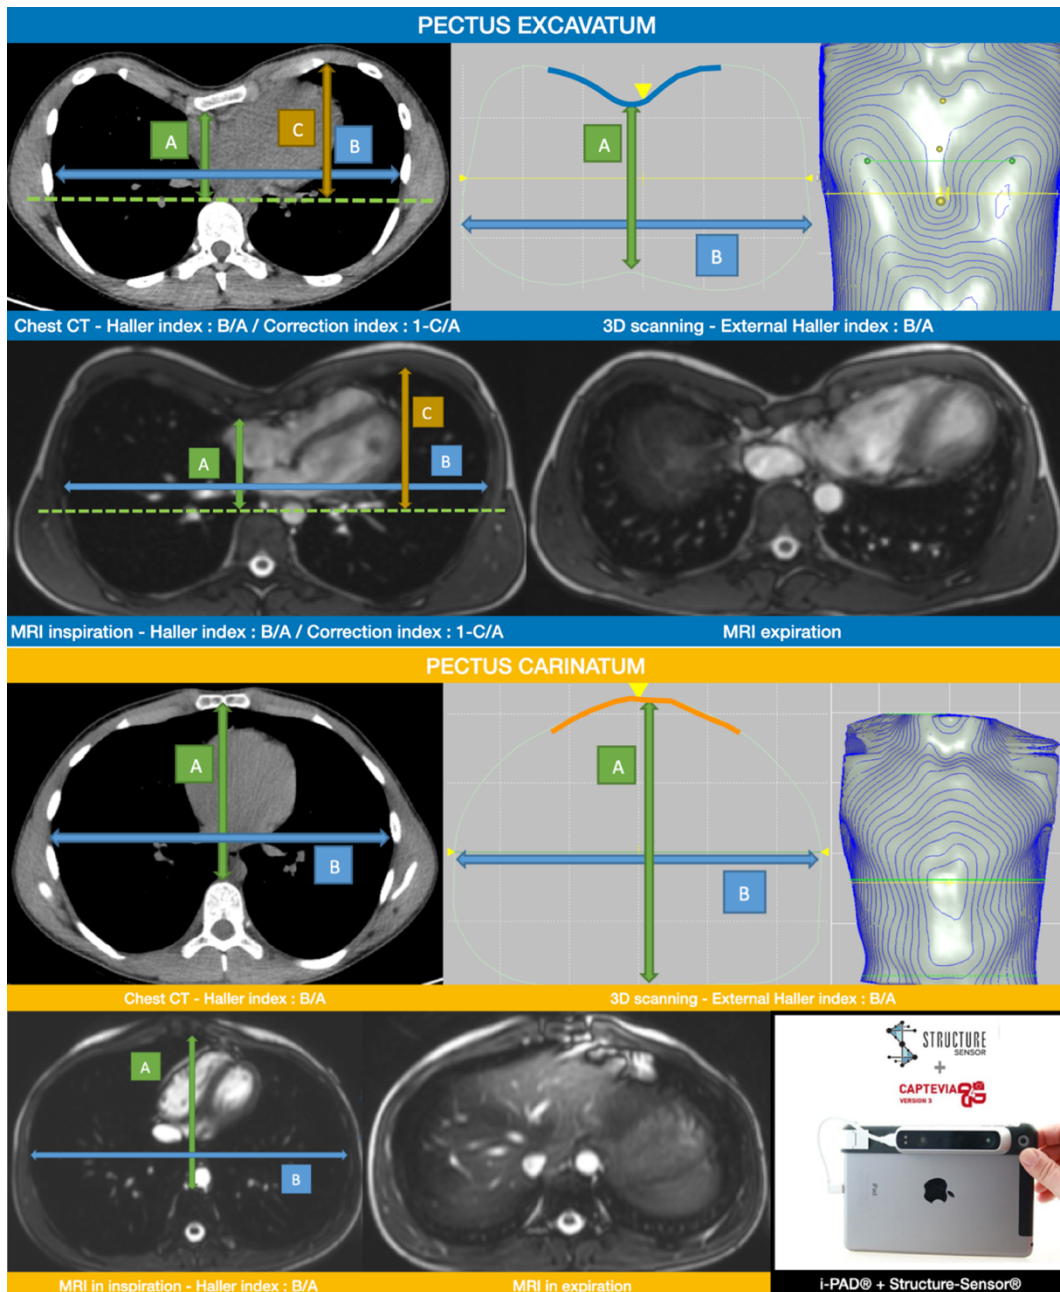 PECTUS EXCAVATUM
A
C
B
A
B
Chest CT - Haller index : B/A / Correction index : 1-C/A
3D scanning - External Haller index : B/A
C
A
B
MRI inspiration - Haller index : B/A / Correction index : 1-C/A
MRI expiration
PECTUS CARINATUM
A
B
A
B
Chest CT - Haller index : B/A
3D scanning - External Haller index : B/A
A
B
STRUCTURE
SENSOR
+
CAPTEVIA
VERSION 3
iPad
MRI in inspiration - Haller index: B/A
MRI in expiration
i-PAD® + Structure-Sensor®